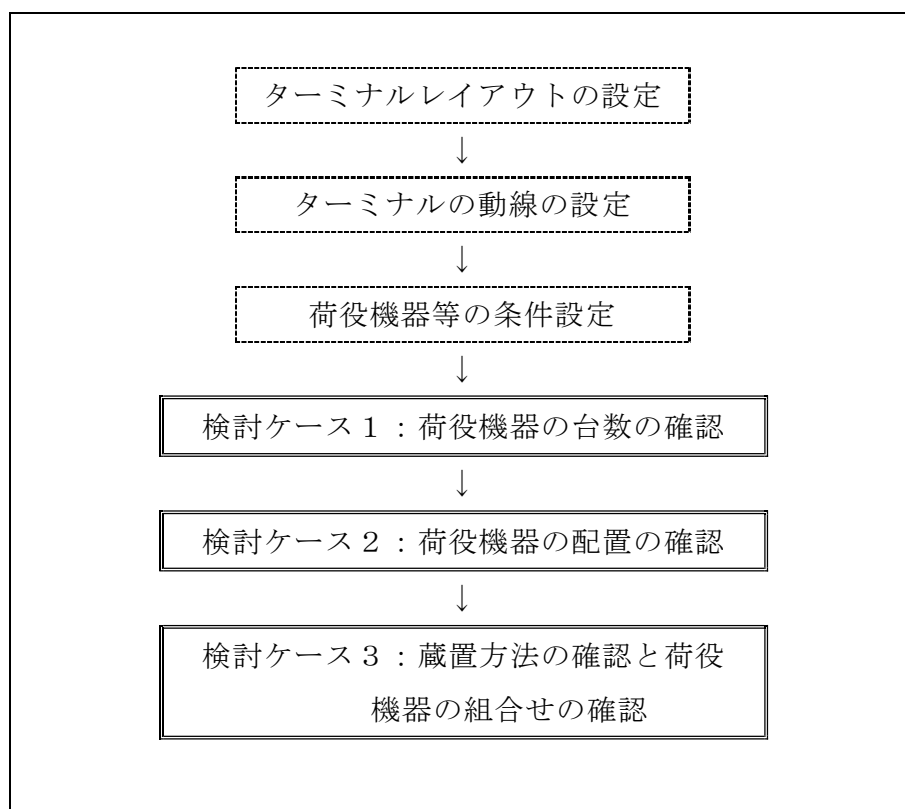 ターミナルレイアウトの設定
↓
ターミナルの動線の設定
↓
荷役機器等の条件設定
↓
検討ケース１：荷役機器の台数の確認
↓
検討ケース２：荷役機器の配置の確認
↓
検討ケース３：蔵置方法の確認と荷役
機器の組合せの確認